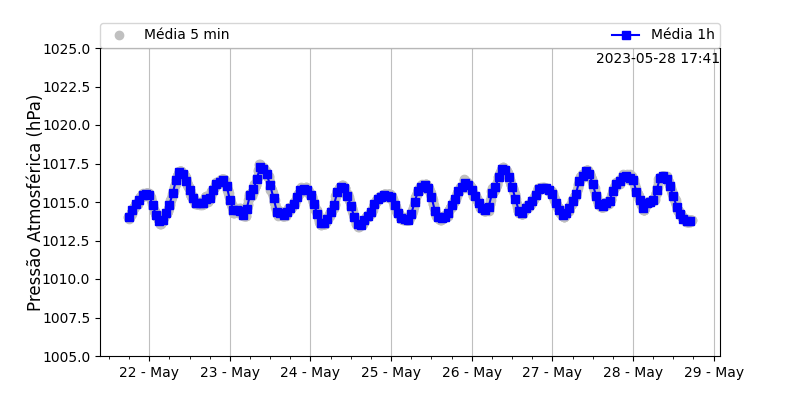 Média 5 min
Média 1h
2023-05-28 17:41
Pressão Atmosférica (hPa)
1025.0
1022.5
1020.0
1017.5
1015.0
1012.5
1010.0
1007.5
1005.0
22 - May 23 - May 24 - May 25 - May 26 - May 27 - May 28 - May 29 - May